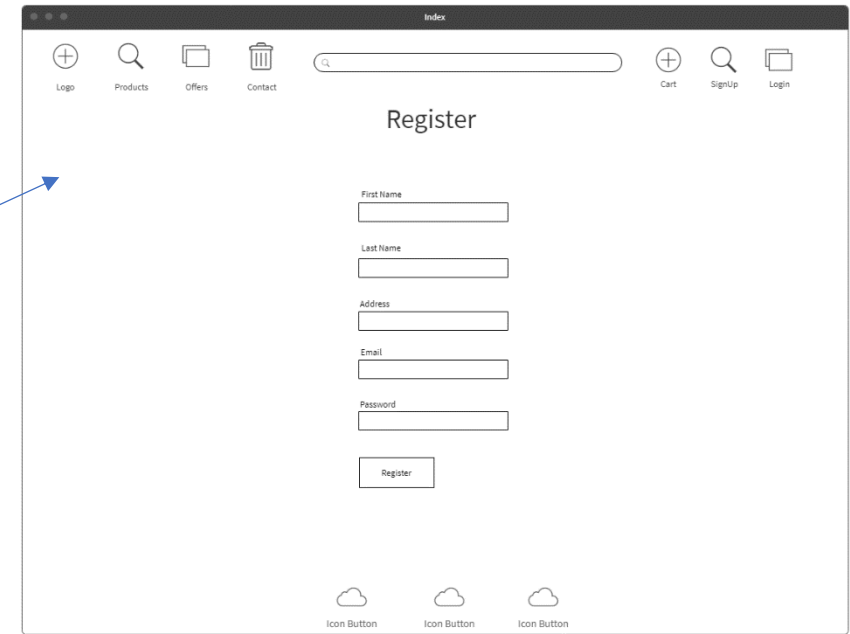 Index
Logo Products Offers Contact Cart SignUp Login
Register
First Name
Last Name
Address
Email
Password
Register
Icon Button Icon Button Icon Button